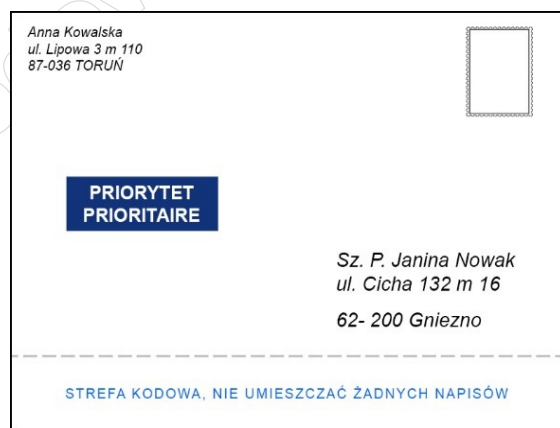 Anna Kowalska
ul. Lipowa 3 m 110
87-036 TORUŃ
PRIORYTET
PRIORITAIRE
Sz. P. Janina Nowak
ul. Cicha 132 m 16
62- 200 Gniezno
STREFA KODOWA, NIE UMIESZCZAĆ ŻADNYCH NAPISÓW